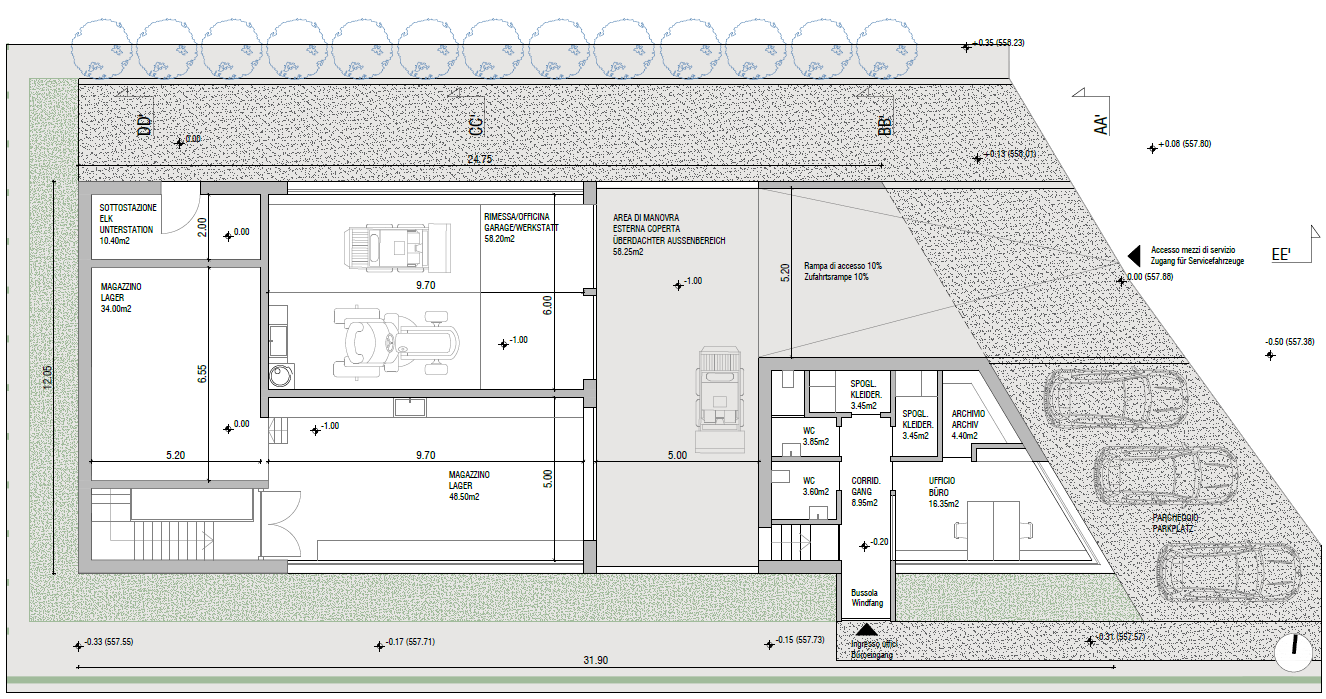 +0.35 (558.23)
DD'
CC'
BB'
AA'
0.00
+0.13 (558.01)
+0.08 (557.80)
24.75
SOTTOSTAZIONE
ELK
UNTERSTATION
10.40m2
2.00
0.00
RIMESSA/OFFICINA
GARAGE/WERKSTATT
58.20m2
AREA DI MANOVRA
ESTERNA COPERTA
ÜBERDACHTER AUSSENBEREICH
58.25m2
-1.00
5.20
Rampa di accesso 10%
Zufahrtsrampe 10%
Accesso mezzi di servizio
Zugang für Servicefahrzeuge
EE'
0.00 (557.88)
-0.50 (557.38)
MAGAZZINO
LAGER
34.00m2
9.70
6.00
-1.00
12.05
6.55
0.00
-1.00
5.20
9.70
5.00
MAGAZZINO
LAGER
48.50m2
5.00
SPOGL.
KLEIDER.
3.45m2
SPOGL.
KLEIDER.
3.45m2
ARCHIVIO
ARCHIV
4.40m2
WC
3.85m2
WC
3.60m2
CORRID.
GANG
8.95m2
UFFICIO
BÜRO
16.35m2
-0.20
PARCHEGGIO
PARKPLATZ
Bussola
Windfang
Ingresso uffici
Büroeingang
-0.33 (557.55)
-0.17 (557.71)
-0.15 (557.73)
-0.31 (557.57)
31.90